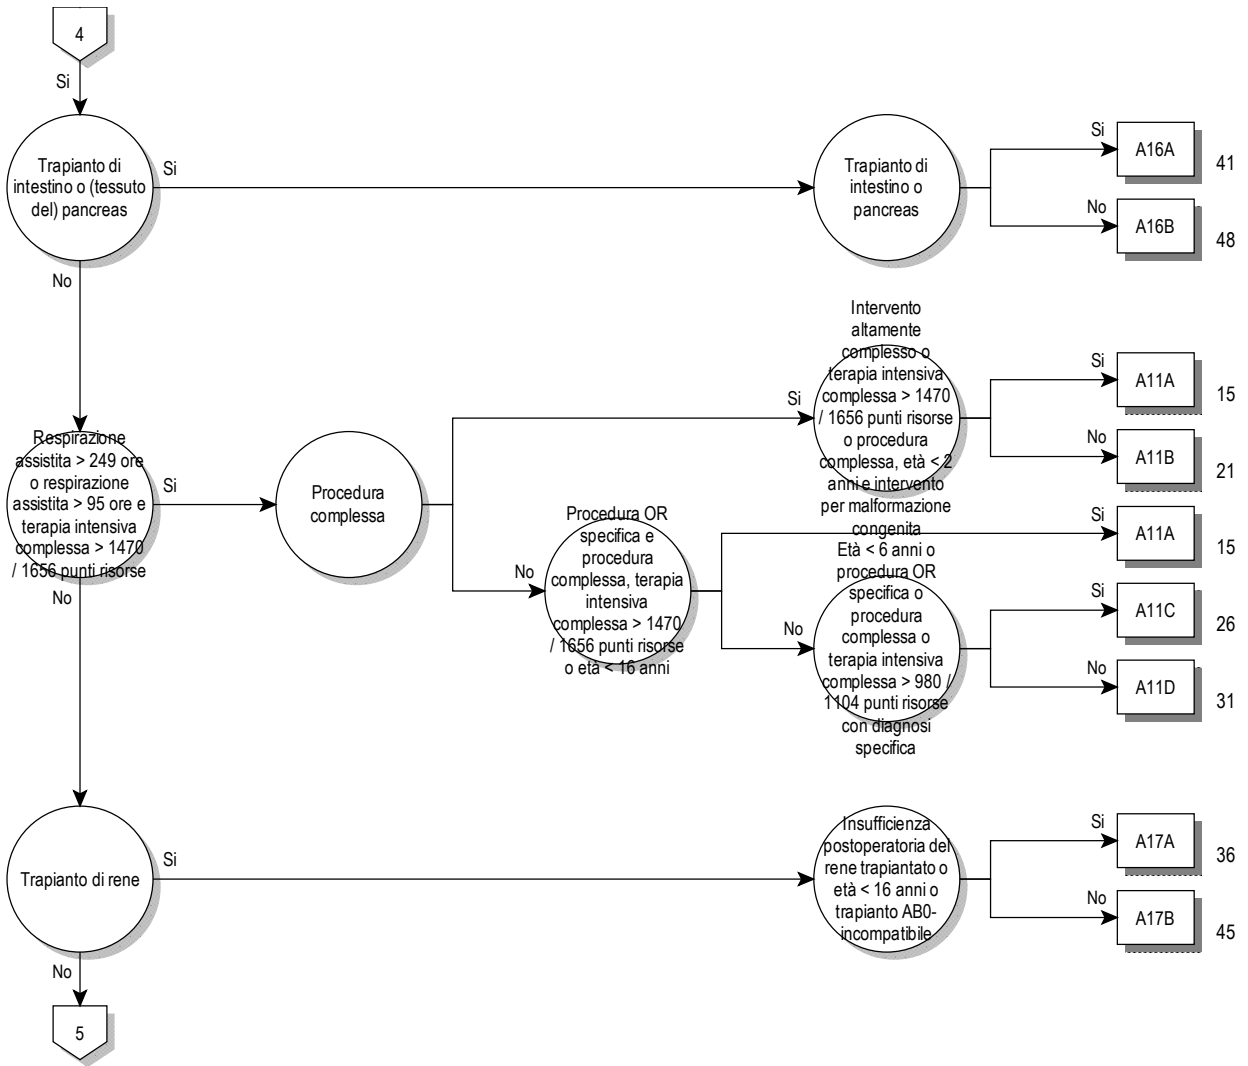 4
Si
Trapianto di
intestino o (tessuto
del) pancreas
Si
Trapianto di
intestino o
pancreas
Si
A16A
41
No
A16B
48
No
Respirazione
assistita > 249 ore
o respirazione
assistita > 95 ore e
terapia intensiva
complessa > 1470
/ 1656 punti risorse
Si
Procedura
complessa
Si
Intervento
altamente
complesso o
terapia intensiva
complessa > 1470
/ 1656 punti risorse
o procedura
complessa, età < 2
anni e intervento
per malformazione
congenita
Si
A11A
15
No
A11B
21
No
Procedura OR
specifica e
procedura
complessa, terapia
intensiva
complessa > 1470
/ 1656 punti risorse
o età < 16 anni
Si
A11A
15
No
Età < 6 anni o
procedura OR
specifica o
procedura
complessa o
terapia intensiva
complessa > 980 /
1104 punti risorse
con diagnosi
specifica
Si
A11C
26
No
A11D
31
No
Trapianto di rene
Si
Insufficienza
postoperatoria del
rene trapiantato o
età < 16 anni o
trapianto AB0-
incompatibile
Si
A17A
36
No
A17B
45
No
5